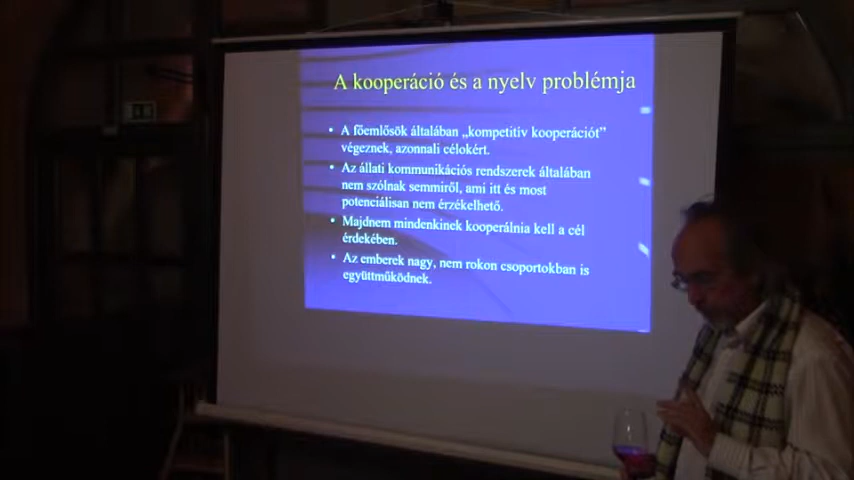 A kooperáció és a nyelv problémja
• A főemlősök általában „kompetitív kooperációt”
végeznek, azonnali célokért.
• Az állati kommunikációs rendszerek általában
nem szólnak semmiről, ami itt és most
potenciálisan nem érzékelhető.
• Majdnem mindenkinek kooperálnia kell a cél
érdekében.
• Az emberek nagy, nem rokon csoportokban is
együttműködnek.